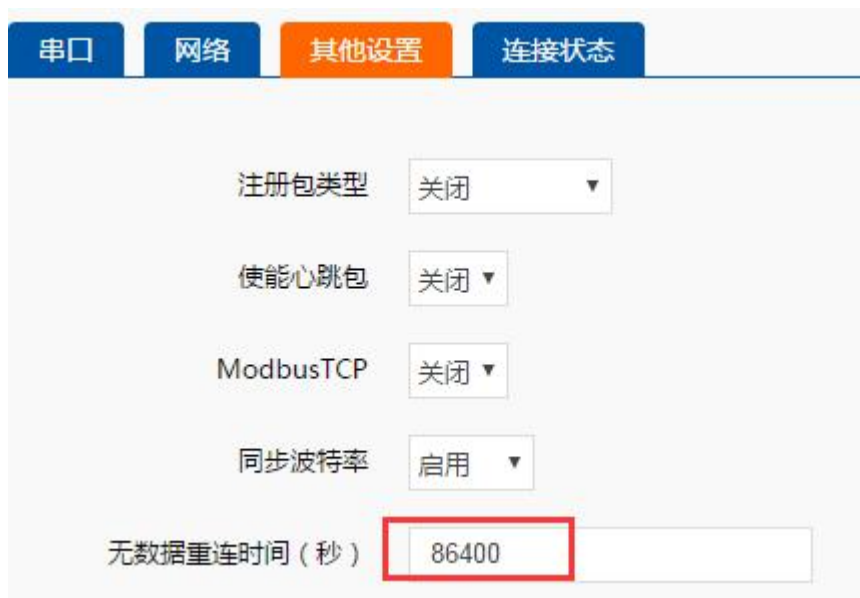 串口 网络 其他设置 连接状态
注册包类型 关闭
使能心跳包 关闭
ModbusTCP 关闭
同步波特率 启用
无数据重连时间（秒） 86400